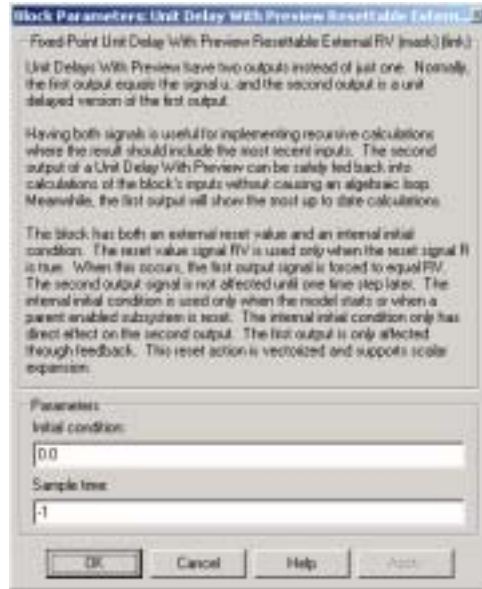 Block Parameters: Unit Delay With Preview Resettable Extern...
Fixed-Point Unit Delay With Preview Resettable External RV (mask) (link)
Unit Delays With Preview have two outputs instead of just one. Normally,
the first output equals the signal u, and the second output is a unit
delayed version of the first output.
Having both signals is useful for implementing recursive calculations
where the result should include the most recent inputs. The second
output of a Unit Delay With Preview can be safely fed back into
calculations of the block's inputs without causing an algebraic loop.
Meanwhile, the first output will show the most up to date calculations.
This block has both an external reset value and an internal initial
condition. The reset value signal RV is used only when the reset signal R
is true. When this occurs, the first output signal is forced to equal RV.
The second output signal is not affected until one time step later. The
internal initial condition is used only when the model starts or when a
parent enabled subsystem is reset. The internal initial condition only has
direct effect on the second output. The first output is only affected
through feedback. This reset action is vectorized and supports scalar
expansion.
Parameters
Initial condition:
0.0
Sample time:
-1
OK
Cancel
Help
Apply